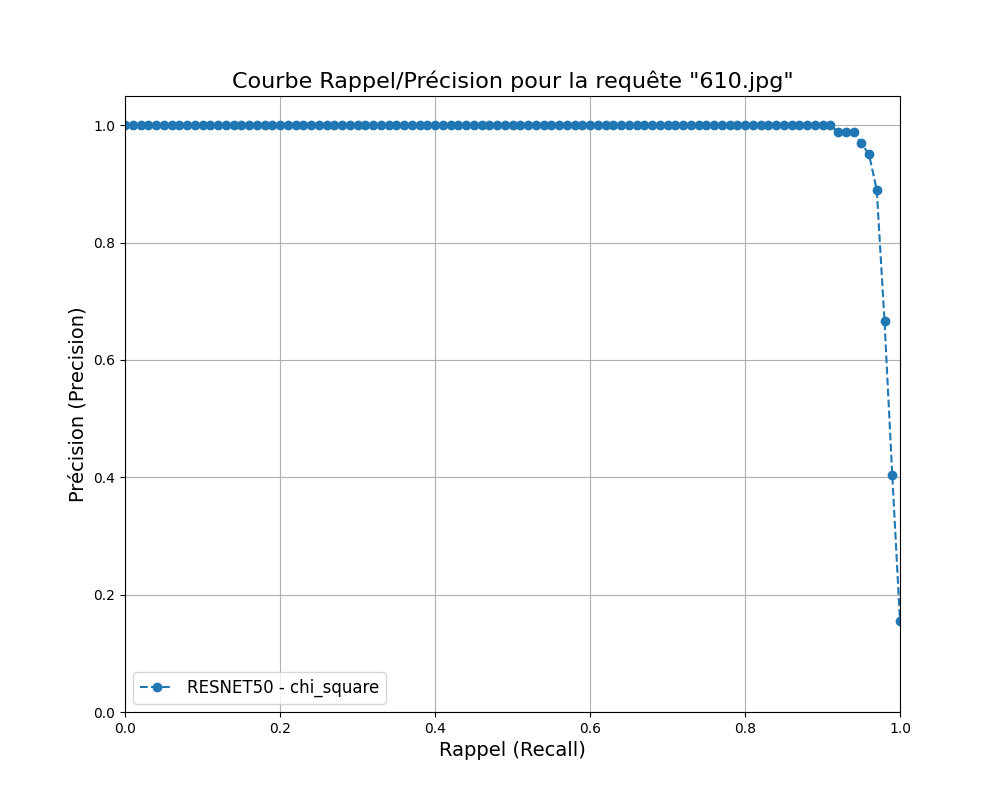 Courbe Rappel/Précision pour la requête "610.jpg"
1.0
0.8
0.6
0.4
0.2
0.0
Précision (Precision)
RESNET50 - chi_square
0.0 0.2 0.4 0.6 0.8 1.0
Rappel (Recall)